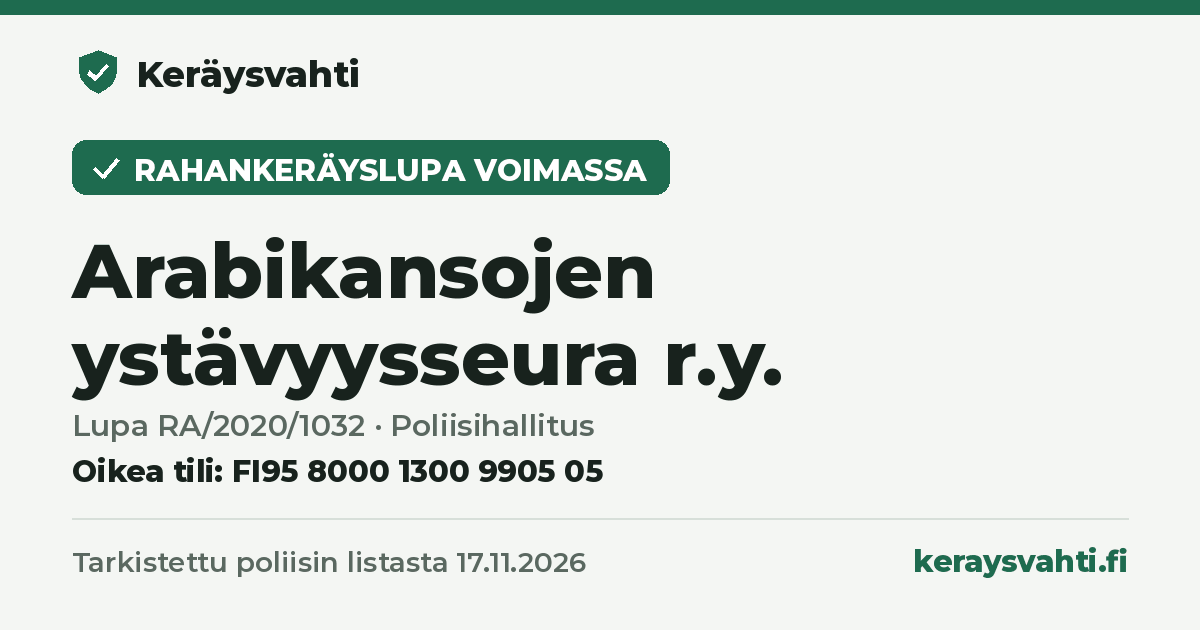 Keräysvahti
RAHANKERÄYSLUPA VOIMASSA
Arabikansojen
ystävyysseura r.y.
Lupa RA/2020/1032 · Poliisihallitus
Oikea tili: FI95 8000 1300 9905 05
Tarkistettu poliisin listasta 17.11.2026
keraysvahti.fi